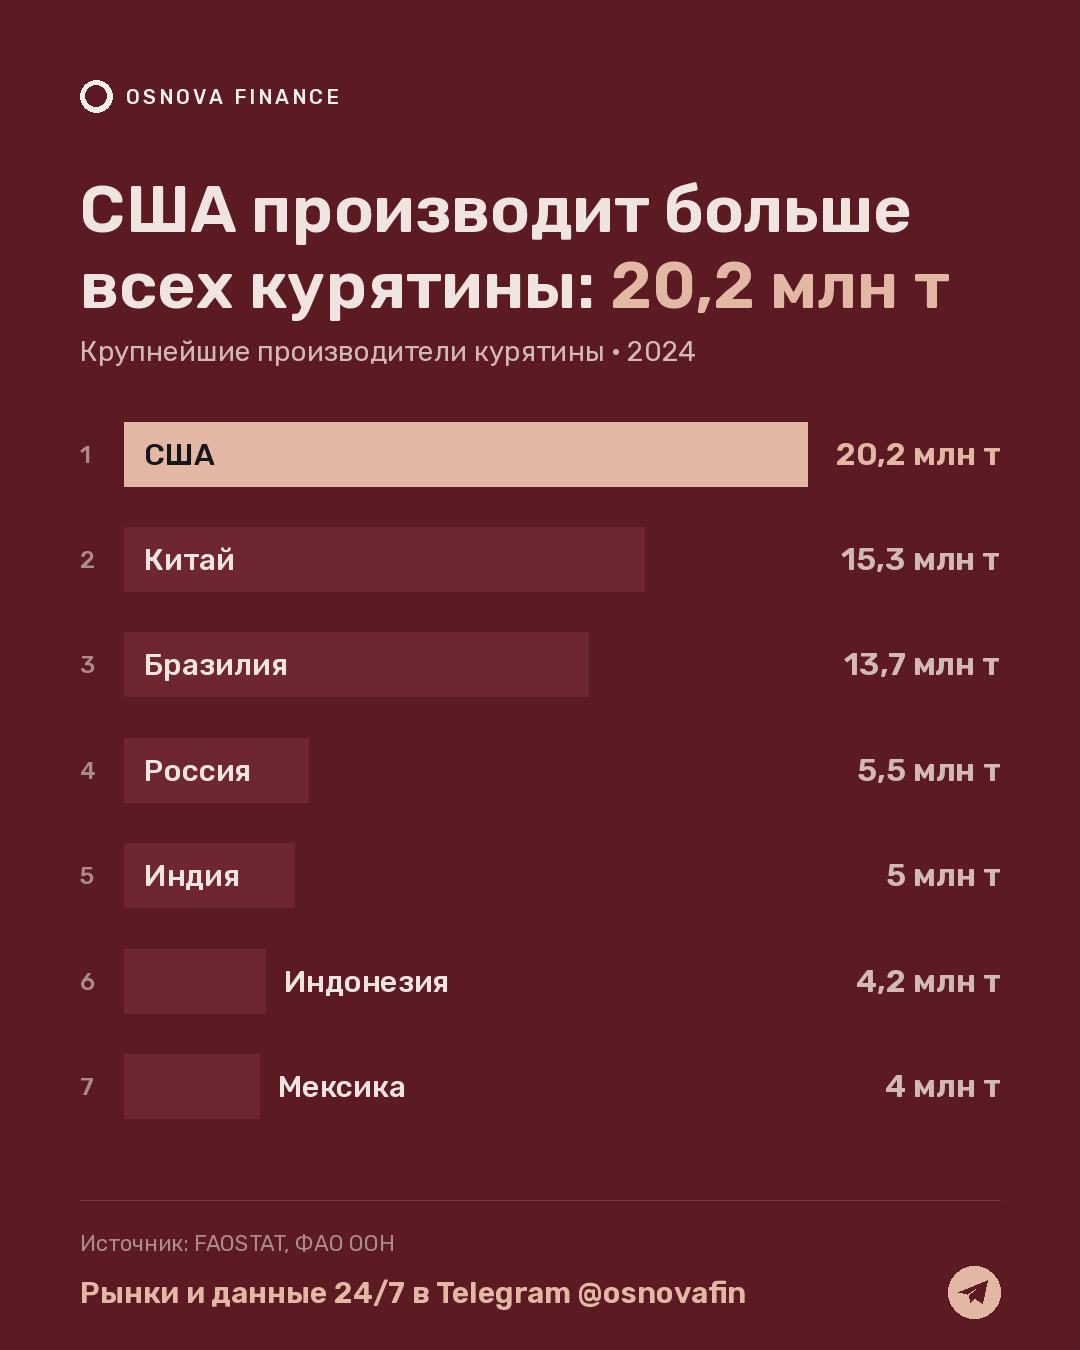 OSNOVA FINANCE
США производит больше
всех курятины: 20,2 млн т
Крупнейшие производители курятины • 2024
1 США 20,2 млн т
2 Китай 15,3 млн т
3 Бразилия 13,7 млн т
4 Россия 5,5 млн т
5 Индия 5 млн т
6 Индонезия 4,2 млн т
7 Мексика 4 млн т
Источник: FAOSTAT, ФАО ООН
Рынки и данные 24/7 в Telegram @osnovafin